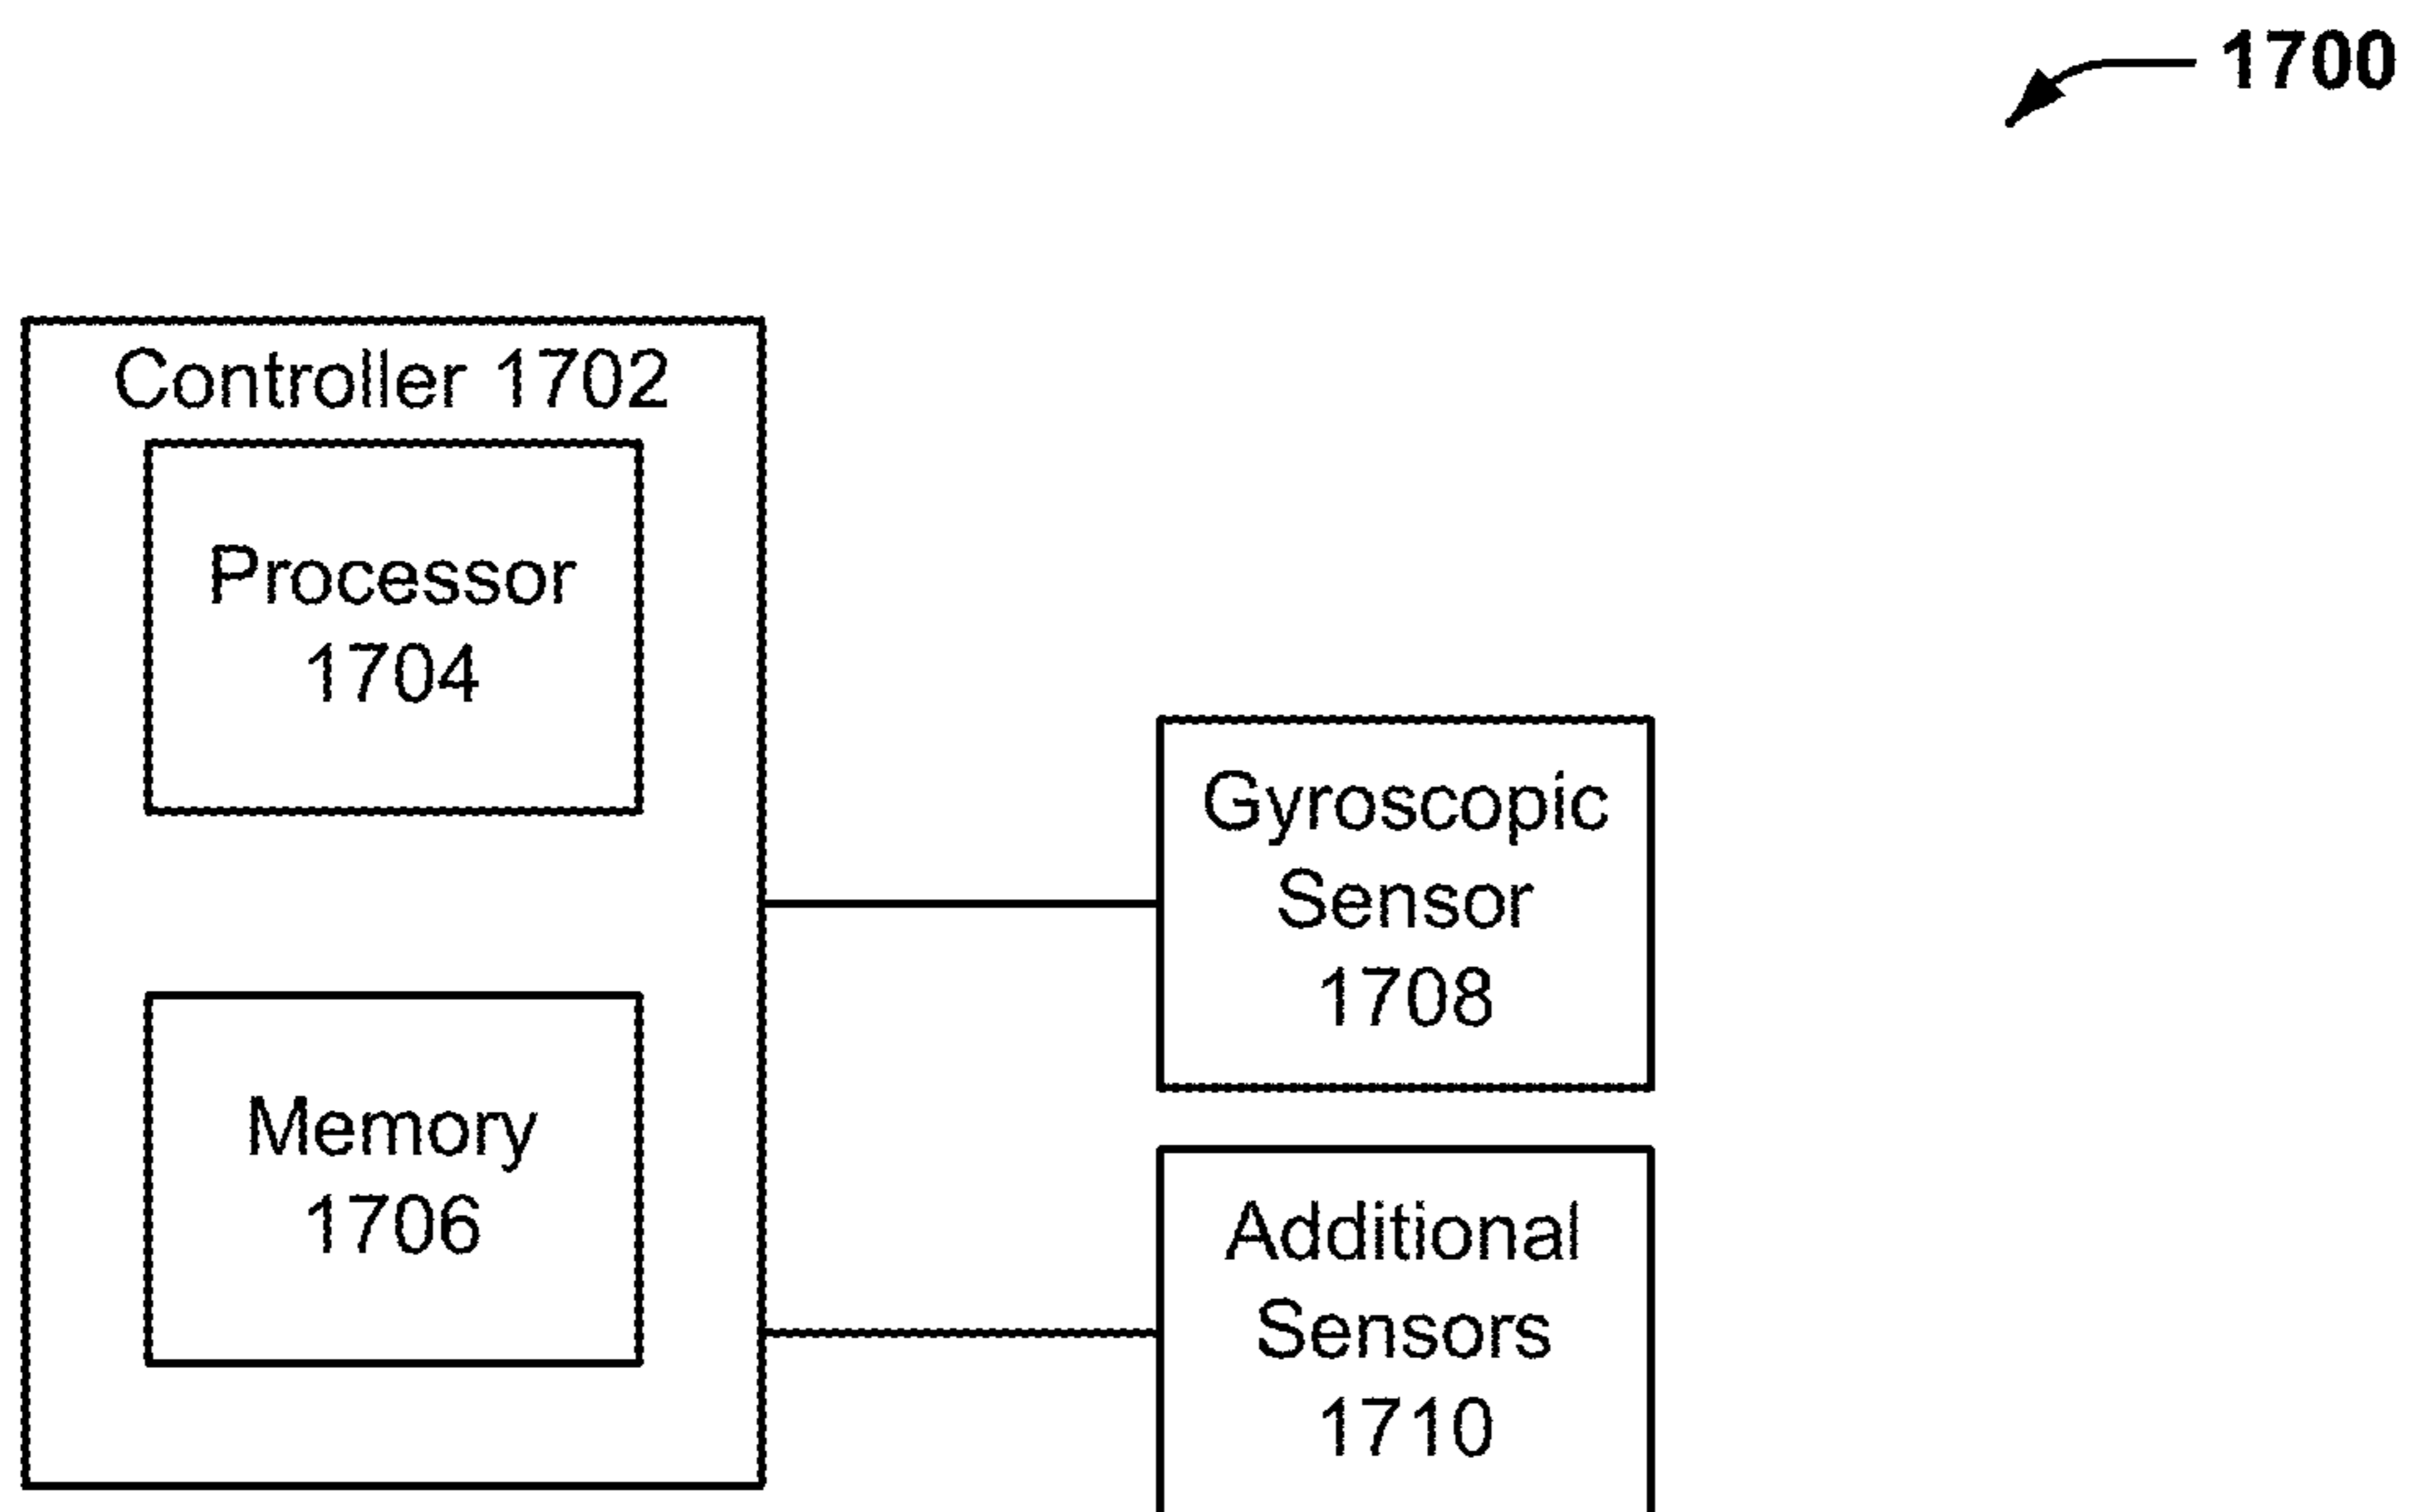 1700
Controller 1702
Processor
1704
Memory
1706
Gyroscopic
Sensor
1708
Additional
Sensors
1710